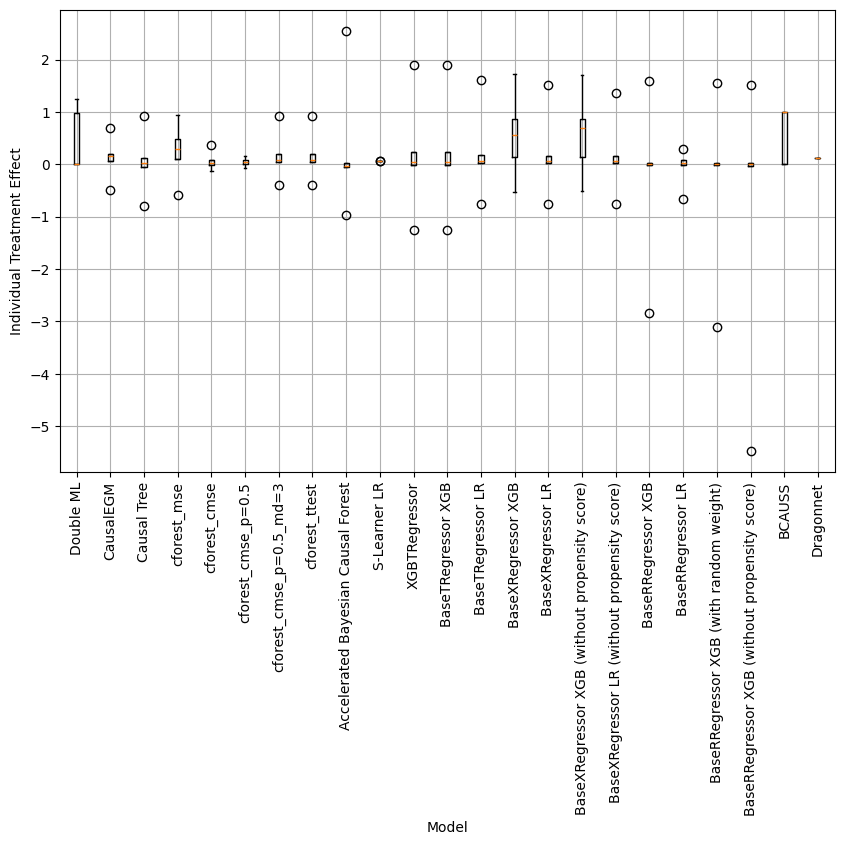 Individual Treatment Effect
2
1
0
−1
−2
−3
−4
−5
Double ML
CausalEGM
Causal Tree
cforest_mse
cforest_cmse
cforest_cmse_p=0.5
cforest_cmse_p=0.5_md=3
cforest_ttest
Accelerated Bayesian Causal Forest
S-Learner LR
XGBTRegressor
BaseTRegressor XGB
BaseTRegressor LR
BaseXRegressor XGB
BaseXRegressor LR
BaseXRegressor XGB (without propensity score)
BaseXRegressor LR (without propensity score)
BaseRRegressor XGB
BaseRRegressor LR
BaseRRegressor XGB (with random weight)
BaseRRegressor XGB (without propensity score)
BCAUSS
Dragonnet
Model